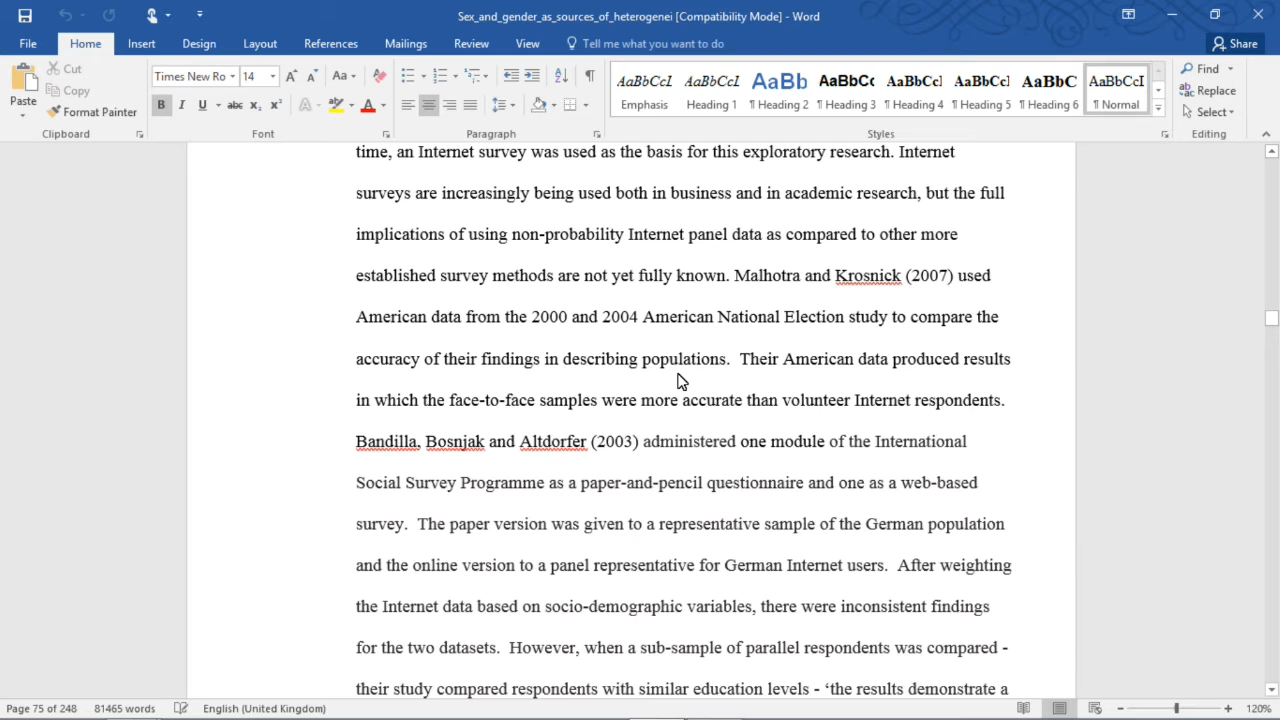 Sex_and_gender_as_sources_of_heterogenei [Compatibility Mode] - Word
File Home Insert Design Layout References Mailings Review View Tell me what you want to do Share
Paste
Cut
Copy
Format Painter
Clipboard
Times New Ro 14
Aa
B I U abc x₂ x²
A A
Font
Paragraph
AaBbCcI AaBbCcL AaBb AaBbCc AaBbCcI AaBbCcI AaBbC AaBbCcI
Emphasis Heading 1 ¶ Heading 2 ¶ Heading 3 ¶ Heading 4 ¶ Heading 5 ¶ Heading 6 ¶ Normal
Styles
Find
Replace
Select
Editing
time, an Internet survey was used as the basis for this exploratory research. Internet
surveys are increasingly being used both in business and in academic research, but the full
implications of using non-probability Internet panel data as compared to other more
established survey methods are not yet fully known. Malhotra and Krosnick (2007) used
American data from the 2000 and 2004 American National Election study to compare the
accuracy of their findings in describing populations.  Their American data produced results
in which the face-to-face samples were more accurate than volunteer Internet respondents.
Bandilla, Bosnjak and Altdorfer (2003) administered one module of the International
Social Survey Programme as a paper-and-pencil questionnaire and one as a web-based
survey.  The paper version was given to a representative sample of the German population
and the online version to a panel representative for German Internet users.  After weighting
the Internet data based on socio-demographic variables, there were inconsistent findings
for the two datasets.  However, when a sub-sample of parallel respondents was compared -
their study compared respondents with similar education levels - ‘the results demonstrate a
Page 75 of 248 81465 words English (United Kingdom) 120%